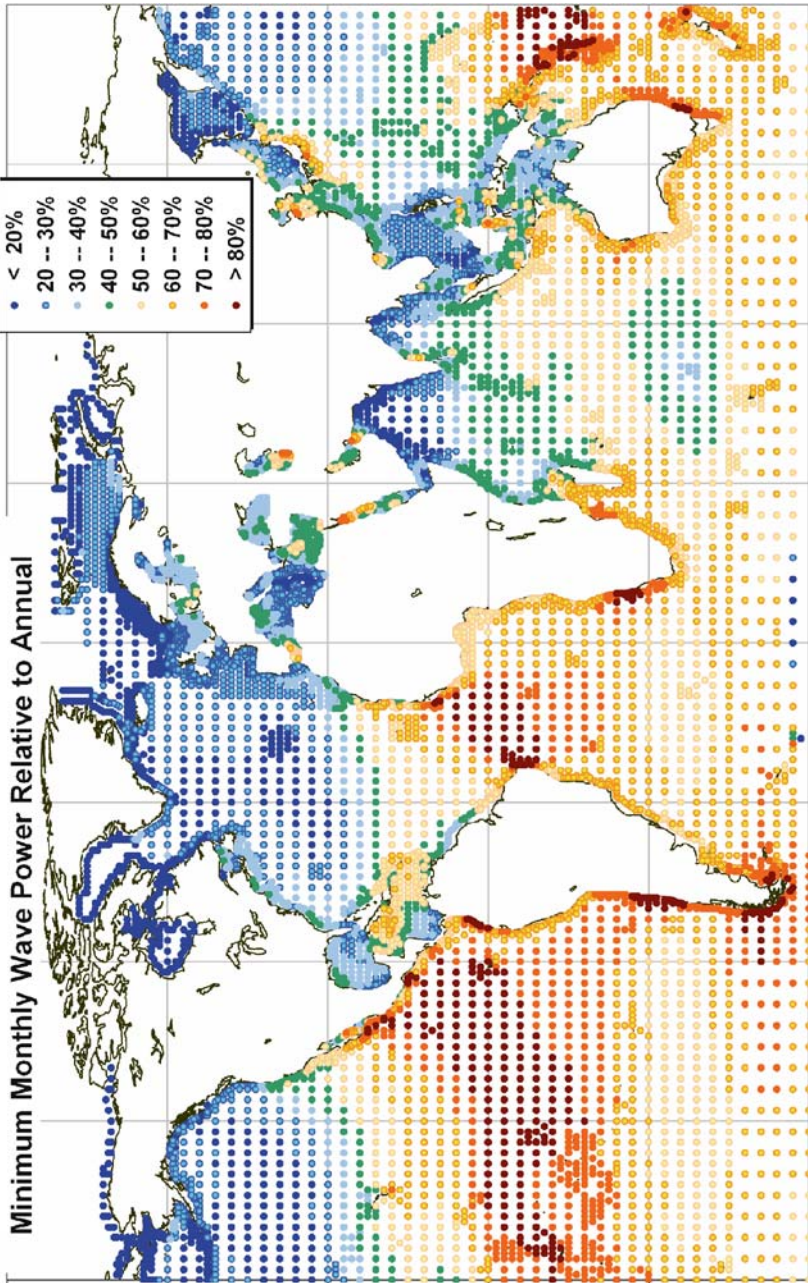 Minimum Monthly Wave Power Relative to Annual
< 20%
20 -- 30%
30 -- 40%
40 -- 50%
50 -- 60%
60 -- 70%
70 -- 80%
> 80%